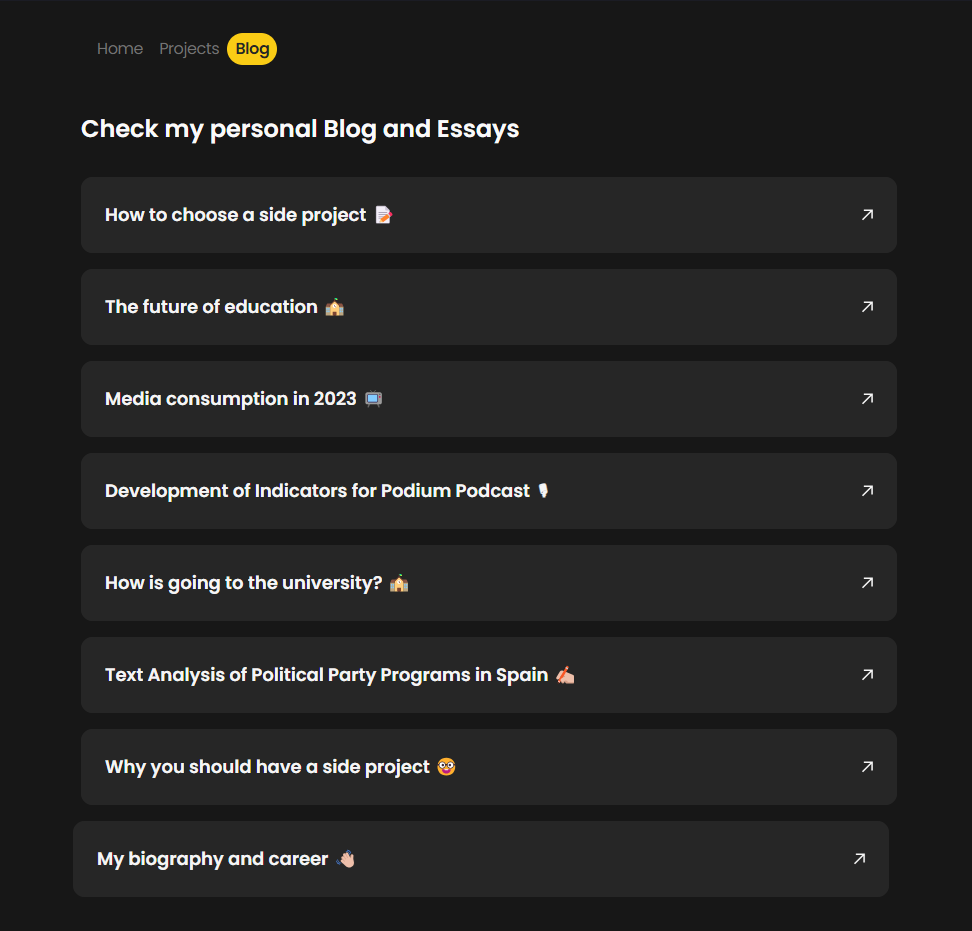 Home Projects Blog
Check my personal Blog and Essays
How to choose a side project 📝
The future of education 🏫
Media consumption in 2023 📺
Development of Indicators for Podium Podcast 🎙
How is going to the university? 🏫
Text Analysis of Political Party Programs in Spain ✍🏼
Why you should have a side project 🤓
My biography and career 👋🏼